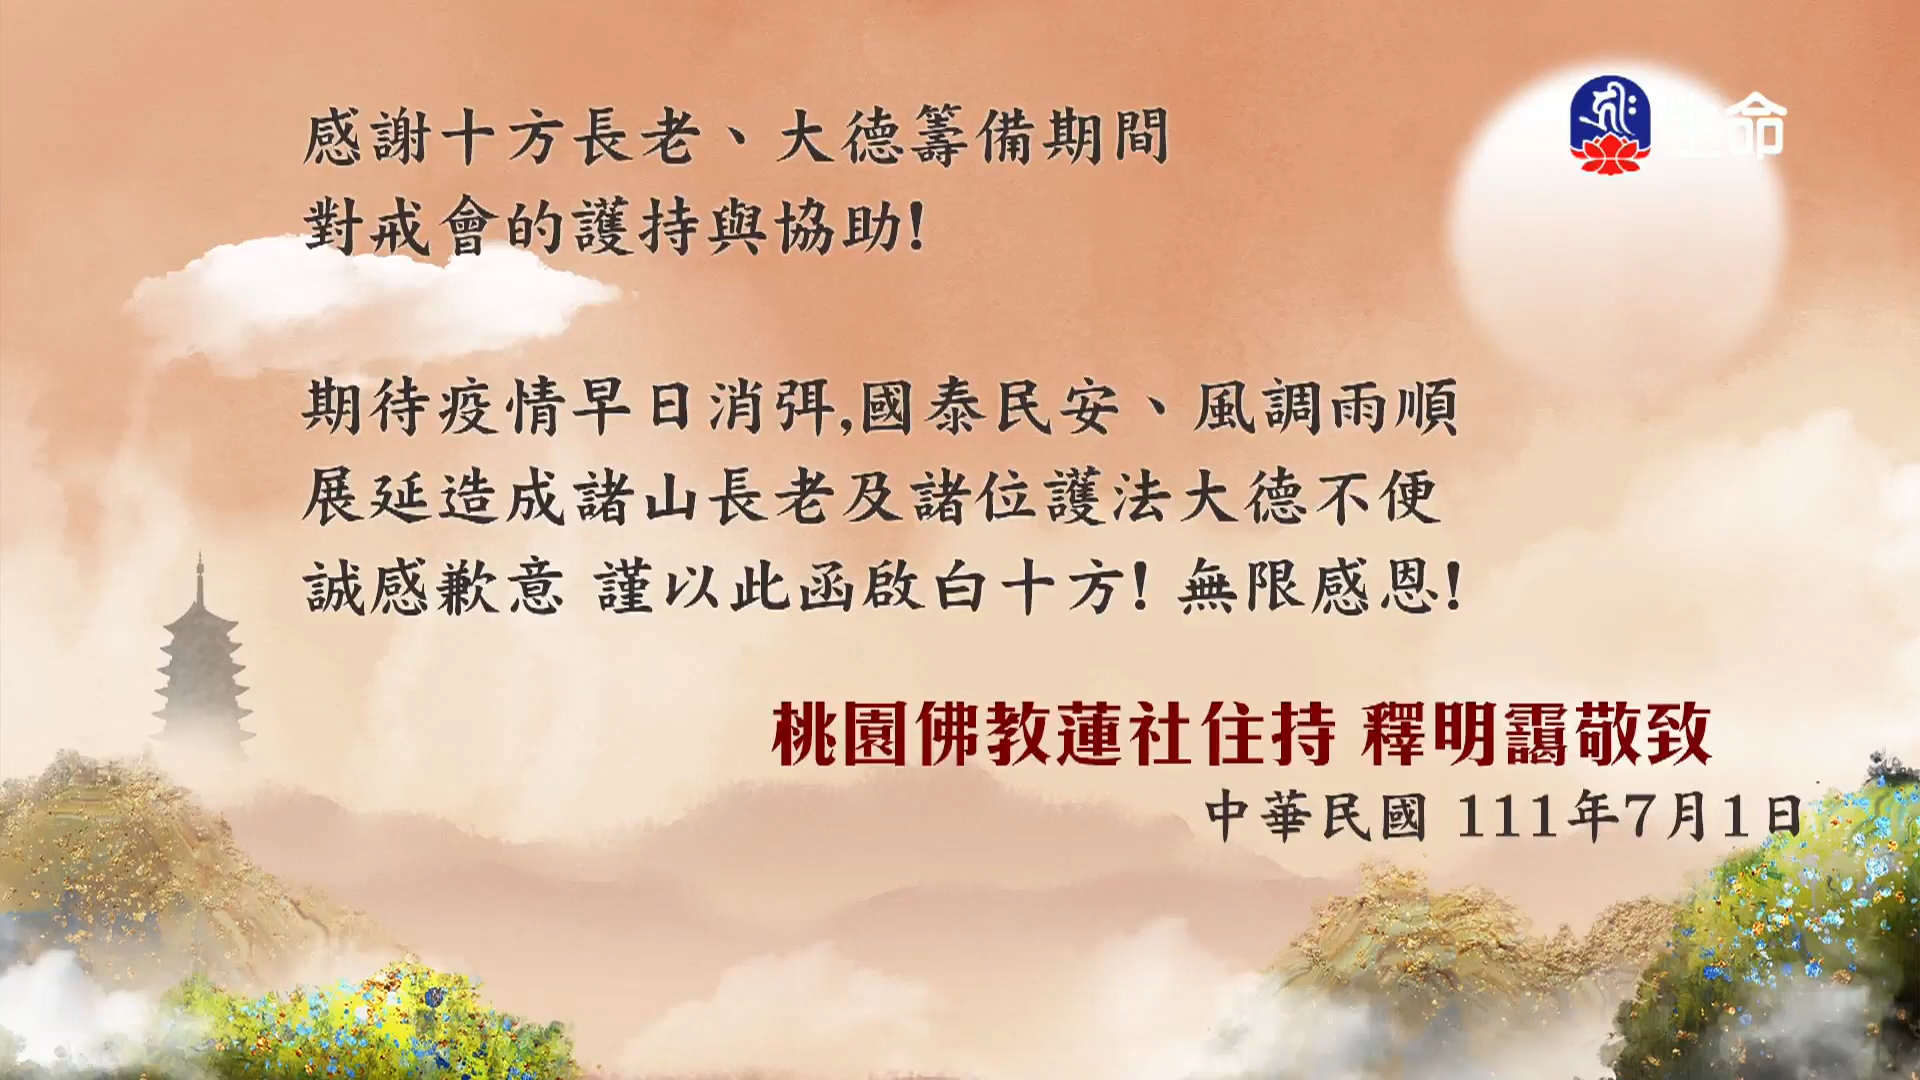 生命
感謝十方長老、大德籌備期間
對戒會的護持與協助!
期待疫情早日消弭,國泰民安、風調雨順
展延造成諸山長老及諸位護法大德不便
誠感歉意 謹以此函啟白十方! 無限感恩!
桃園佛教蓮社住持 釋明靄敬致
中華民國 111年7月1日